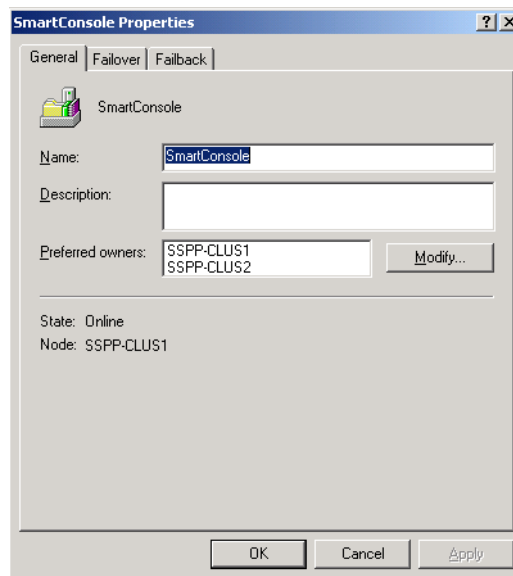 SmartConsole Properties
General Failover Failback
SmartConsole
Name: SmartConsole
Description:
Preferred owners: SSPP-CLUS1
SSPP-CLUS2
Modify...
State: Online
Node: SSPP-CLUS1
OK Cancel Apply